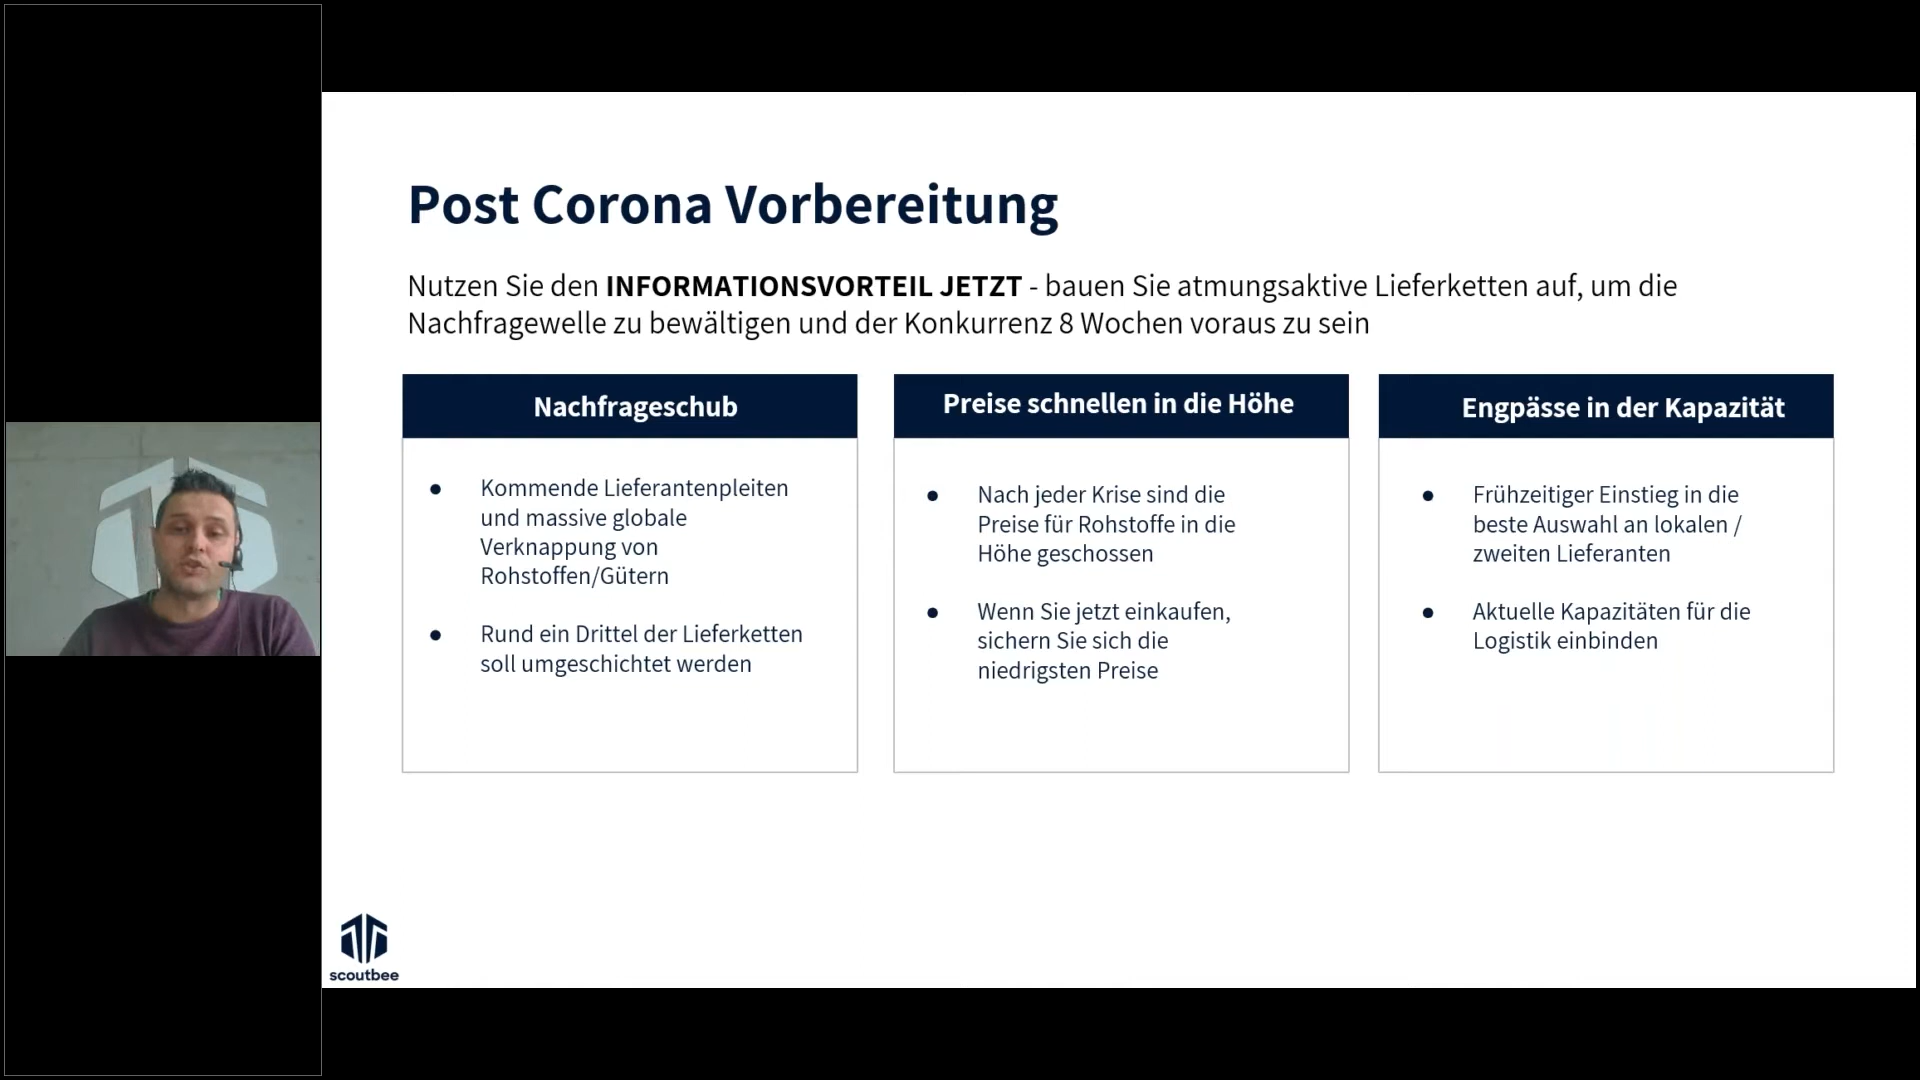 Post Corona Vorbereitung
Nutzen Sie den INFORMATIONSVORTEIL JETZT - bauen Sie atmungsaktive Lieferketten auf, um die
Nachfragewelle zu bewältigen und der Konkurrenz 8 Wochen voraus zu sein
Nachfrageschub
● Kommende Lieferantenpleiten
und massive globale
Verknappung von
Rohstoffen/Gütern
● Rund ein Drittel der Lieferketten
soll umgeschichtet werden
Preise schnellen in die Höhe
● Nach jeder Krise sind die
Preise für Rohstoffe in die
Höhe geschossen
● Wenn Sie jetzt einkaufen,
sichern Sie sich die
niedrigsten Preise
Engpässe in der Kapazität
● Frühzeitiger Einstieg in die
beste Auswahl an lokalen /
zweiten Lieferanten
● Aktuelle Kapazitäten für die
Logistik einbinden
scoutbee